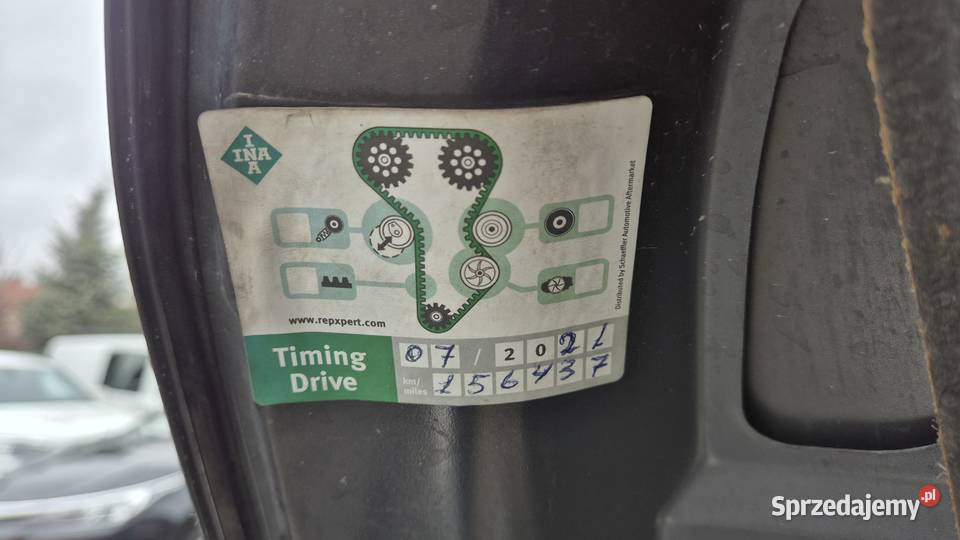 I
INA
A
Distributed by Schaeffler Automotive Aftermarket
www.repxpert.com
Timing
Drive
07/2021
km/
miles
156437
Sprzedajemy.pl